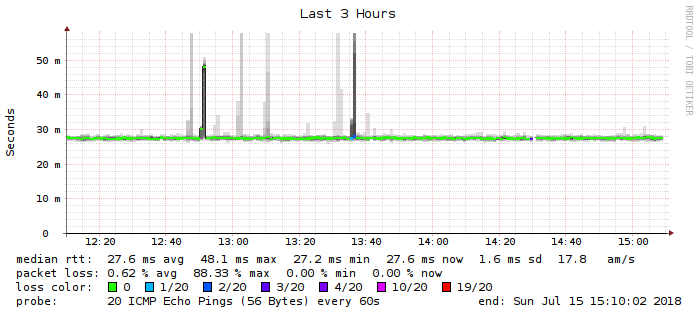 Last 3 Hours
RRDTOOL / TOBI OETIKER
Seconds
50 m
40 m
30 m
20 m
10 m
0
12:20 12:40 13:00 13:20 13:40 14:00 14:20 14:40 15:00
median rtt: 27.6 ms avg 48.1 ms max 27.2 ms min 27.6 ms now 1.6 ms sd 17.8 am/s
packet loss: 0.62 % avg 88.33 % max 0.00 % min 0.00 % now
loss color: 0 1/20 2/20 3/20 4/20 10/20 19/20
probe: 20 ICMP Echo Pings (56 Bytes) every 60s end: Sun Jul 15 15:10:02 2018